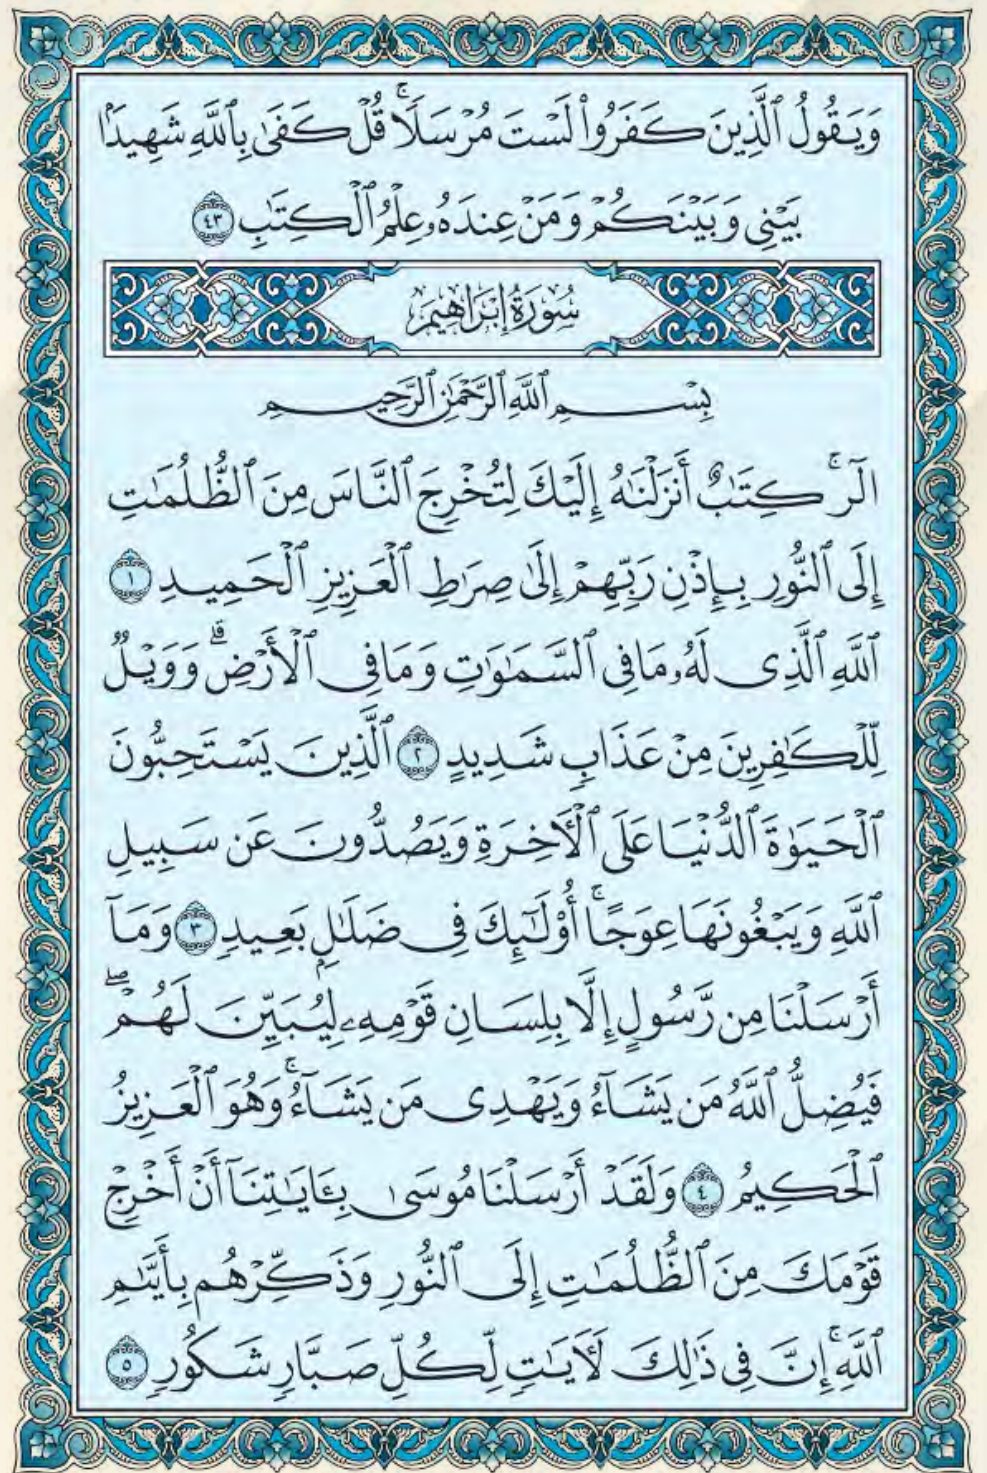 وَيَقُولُ ٱلَّذِينَ كَفَرُوا۟ لَسْتَ مُرْسَلًا ۚ قُلْ كَفَىٰ بِٱللَّهِ شَهِيدًۢا
بَيْنِى وَبَيْنَكُمْ وَمَنْ عِندَهُۥ عِلْمُ ٱلْكِتَٰبِ ٤٣
سُورَةُ إِبْرَاهِيمَ
بِسْمِ ٱللَّهِ ٱلرَّحْمَٰنِ ٱلرَّحِيمِ
الٓر ۚ كِتَٰبٌ أَنزَلْنَٰهُ إِلَيْكَ لِتُخْرِجَ ٱلنَّاسَ مِنَ ٱلظُّلُمَٰتِ
إِلَى ٱلنُّورِ بِإِذْنِ رَبِّهِمْ إِلَىٰ صِرَٰطِ ٱلْعَزِيزِ ٱلْحَمِيدِ ١
ٱللَّهِ ٱلَّذِى لَهُۥ مَا فِى ٱلسَّمَٰوَٰتِ وَمَا فِى ٱلْأَرْضِ ۗ وَوَيْلٌ
لِّلْكَٰفِرِينَ مِنْ عَذَابٍ شَدِيدٍ ٢ ٱلَّذِينَ يَسْتَحِبُّونَ
ٱلْحَيَوٰةَ ٱلدُّنْيَا عَلَى ٱلْءَاخِرَةِ وَيَصُدُّونَ عَن سَبِيلِ
ٱللَّهِ وَيَبْغُونَهَا عِوَجًا ۚ أُو۟لَٰٓئِكَ فِى ضَلَٰلٍۭ بَعِيدٍ ٣ وَمَآ
أَرْسَلْنَا مِن رَّسُولٍ إِلَّا بِلِسَانِ قَوْمِهِۦ لِيُبَيِّنَ لَهُمْ ۖ
فَيُضِلُّ ٱللَّهُ مَن يَشَآءُ وَيَهْدِى مَن يَشَآءُ ۚ وَهُوَ ٱلْعَزِيزُ
ٱلْحَكِيمُ ٤ وَلَقَدْ أَرْسَلْنَا مُوسَىٰ بِـَٔايَٰتِنَآ أَنْ أَخْرِجْ
قَوْمَكَ مِنَ ٱلظُّلُمَٰتِ إِلَى ٱلنُّورِ وَذَكِّرْهُم بِأَيَّىٰمِ
ٱللَّهِ ۚ إِنَّ فِى ذَٰلِكَ لَءَايَٰتٍ لِّكُلِّ صَبَّارٍ شَكُورٍ ٥